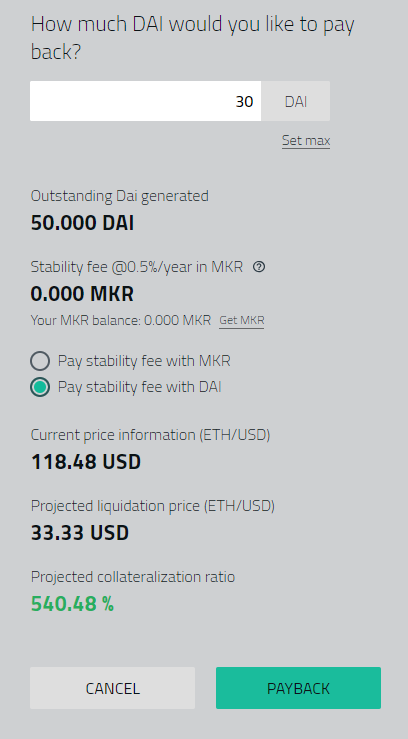 How much DAI would you like to pay
back?
30 DAI
Set max
Outstanding Dai generated
50.000 DAI
Stability fee @0.5%/year in MKR ?
0.000 MKR
Your MKR balance: 0.000 MKR Get MKR
Pay stability fee with MKR
Pay stability fee with DAI
Current price information (ETH/USD)
118.48 USD
Projected liquidation price (ETH/USD)
33.33 USD
Projected collateralization ratio
540.48 %
CANCEL PAYBACK